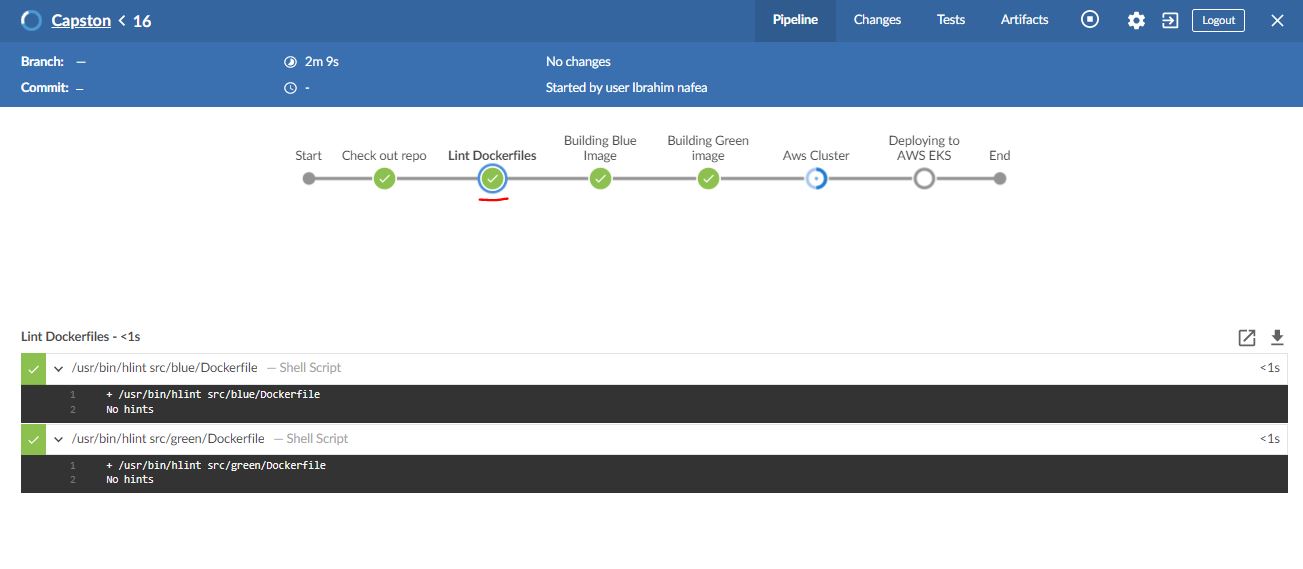 Capston < 16 Pipeline Changes Tests Artifacts Logout
Branch: — 2m 9s No changes
Commit: — - Started by user Ibrahim nafea
Start Check out repo Lint Dockerfiles Building Blue Image Building Green image Aws Cluster Deploying to AWS EKS End
Lint Dockerfiles - <1s
/usr/bin/hlint src/blue/Dockerfile — Shell Script <1s
1 + /usr/bin/hlint src/blue/Dockerfile
2 No hints
/usr/bin/hlint src/green/Dockerfile — Shell Script <1s
1 + /usr/bin/hlint src/green/Dockerfile
2 No hints